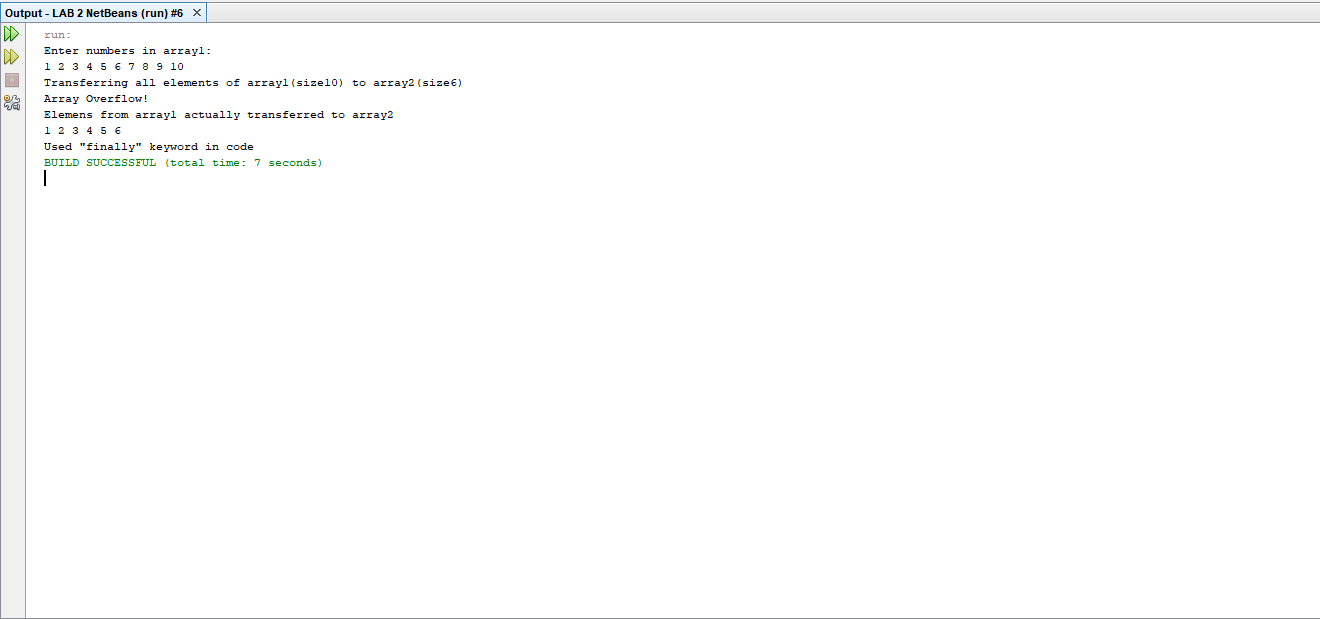 Output - LAB 2 NetBeans (run) #6
run:
Enter numbers in array1:
1 2 3 4 5 6 7 8 9 10
Transferring all elements of array1(size10) to array2(size6)
Array Overflow!
Elemens from array1 actually transferred to array2
1 2 3 4 5 6
Used "finally" keyword in code
BUILD SUCCESSFUL (total time: 7 seconds)